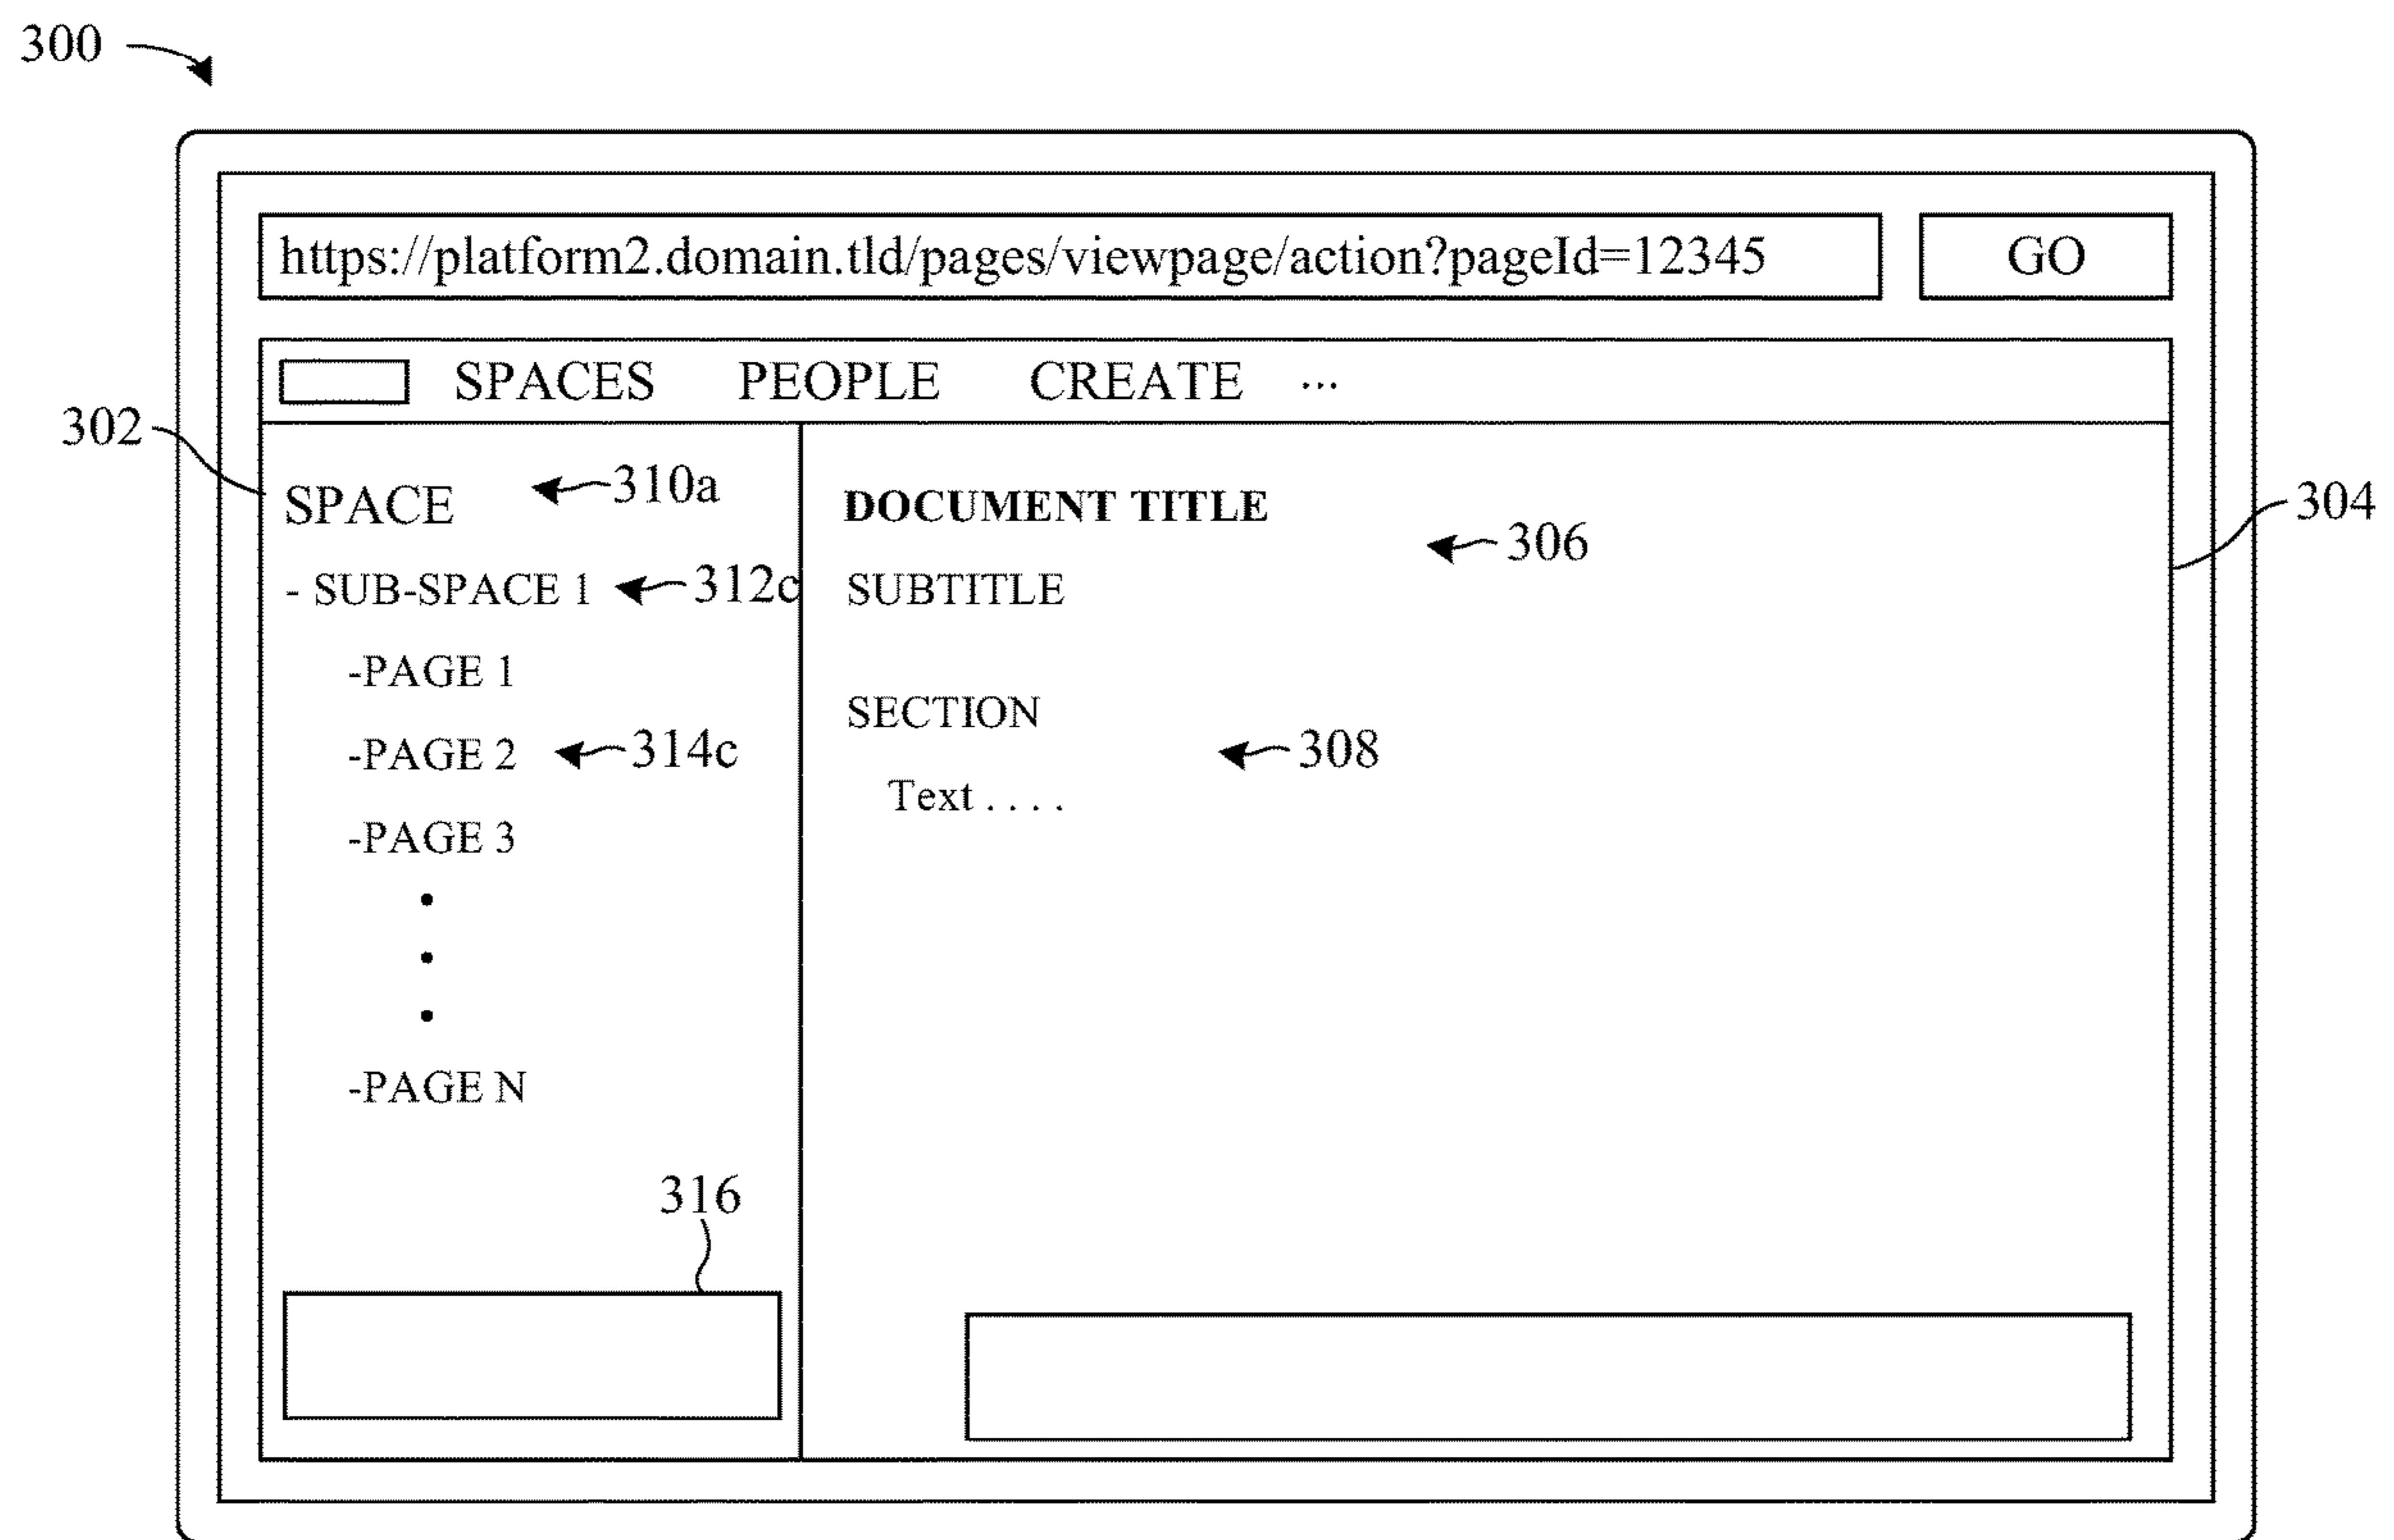 300
https://platform2.domain.tld/pages/viewpage/action?pageId=12345 GO
SPACES PEOPLE CREATE ...
302
SPACE 310a
- SUB-SPACE 1 312c
-PAGE 1
-PAGE 2 314c
-PAGE 3
-PAGE N
316
DOCUMENT TITLE
306
SUBTITLE
SECTION
308
Text . . . .
304